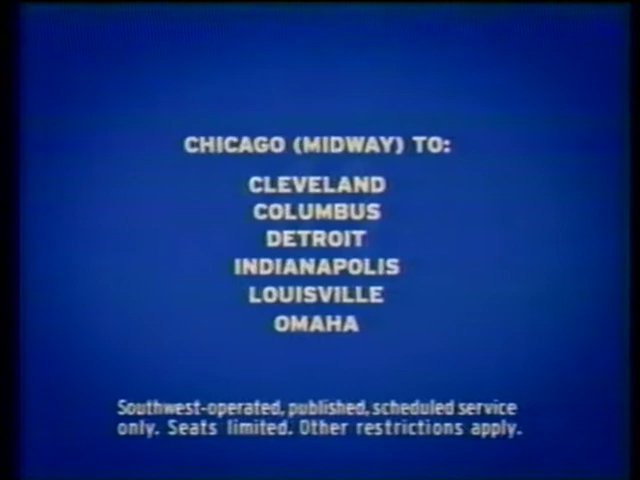 CHICAGO (MIDWAY) TO:
CLEVELAND
COLUMBUS
DETROIT
INDIANAPOLIS
LOUISVILLE
OMAHA
Southwest-operated, published, scheduled service
only. Seats limited. Other restrictions apply.